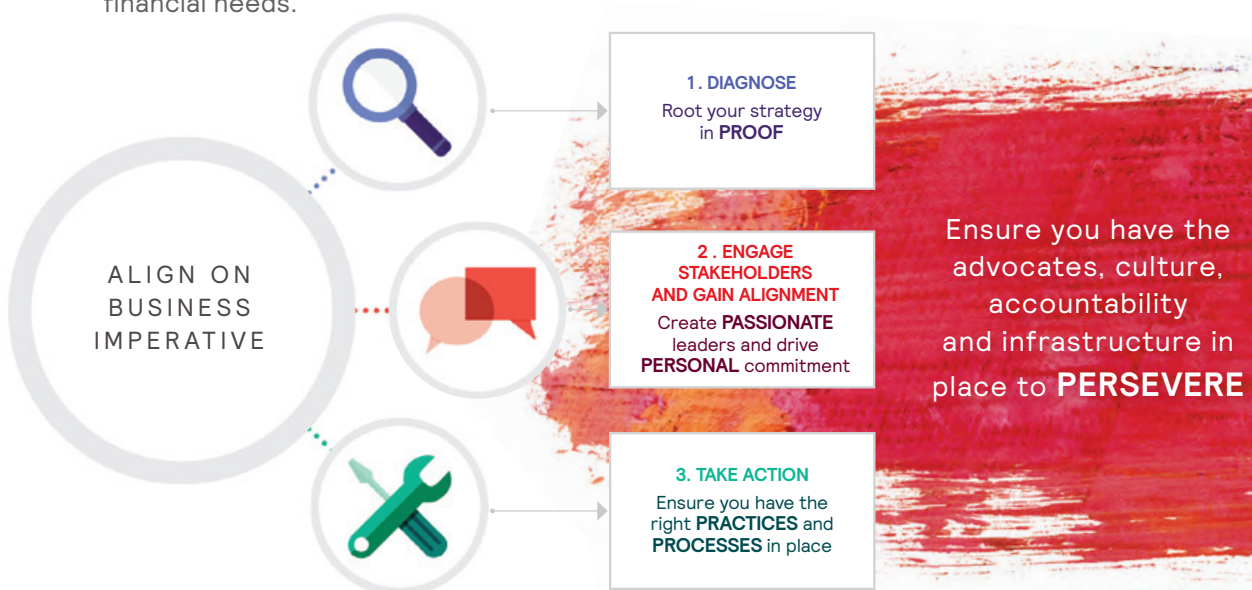 financial needs.
ALIGN ON
BUSINESS
IMPERATIVE
1. DIAGNOSE
Root your strategy
in PROOF
2. ENGAGE
STAKEHOLDERS
AND GAIN ALIGNMENT
Create PASSIONATE
leaders and drive
PERSONAL commitment
3. TAKE ACTION
Ensure you have the
right PRACTICES and
PROCESSES in place
Ensure you have the
advocates, culture,
accountability
and infrastructure in
place to PERSEVERE